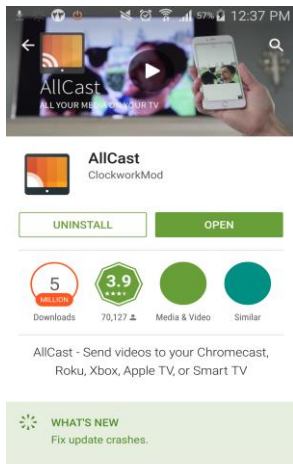 57% 12:37 PM
AllCast
ALL YOUR MEDIA ON YOUR TV
AllCast
ClockworkMod
UNINSTALL
OPEN
5
MILLION
3.9
Downloads
70,127
Media & Video
Similar
AllCast - Send videos to your Chromecast,
Roku, Xbox, Apple TV, or Smart TV
WHAT'S NEW
Fix update crashes.